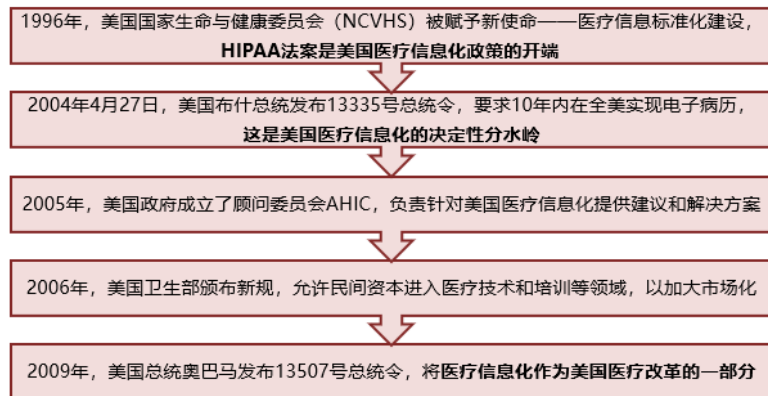 1996年，美国国家生命与健康委员会（NCVHS）被赋予新使命——医疗信息标准化建设，
HIPAA法案是美国医疗信息化政策的开端
2004年4月27日，美国布什总统发布13335号总统令，要求10年内在全美实现电子病历，
这是美国医疗信息化的决定性分水岭
2005年，美国政府成立了顾问委员会AHIC，负责针对美国医疗信息化提供建议和解决方案
2006年，美国卫生部颁布新规，允许民间资本进入医疗技术和培训等领域，以加大市场化
2009年，美国总统奥巴马发布13507号总统令，将医疗信息化作为美国医疗改革的一部分